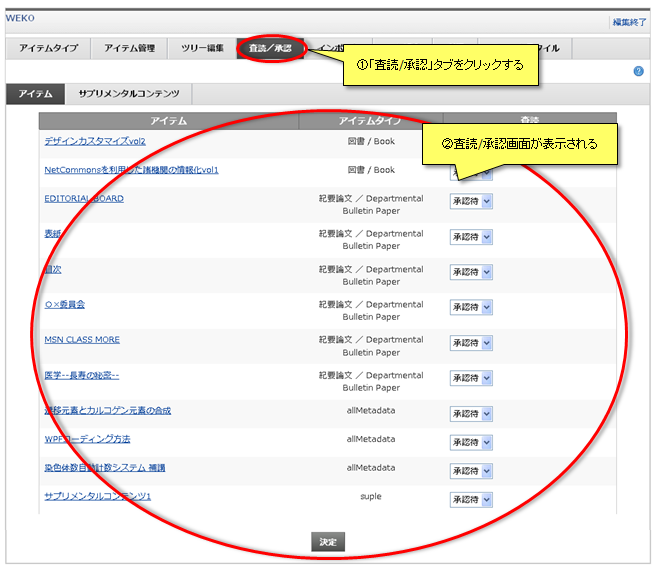 WEKO
編集終了
アイテムタイプ アイテム管理 ツリー編集 査読／承認 インポ タイル
①「査読/承認」タブをクリックする
アイテム サプリメンタルコンテンツ
アイテム アイテムタイプ 査読
②査読/承認画面が表示される
デザインカスタマイズvol2 図書 / Book
NetCommonsを利用した諸機関の情報化vol1 図書 / Book 承認待
EDITORIAL BOARD 紀要論文 ／ Departmental Bulletin Paper 承認待
表紙 紀要論文 ／ Departmental Bulletin Paper 承認待
目次 紀要論文 ／ Departmental Bulletin Paper 承認待
○×委員会 紀要論文 ／ Departmental Bulletin Paper 承認待
MSN CLASS MORE 紀要論文 ／ Departmental Bulletin Paper 承認待
医学--長寿の秘密-- 紀要論文 ／ Departmental Bulletin Paper 承認待
遷移元素とカルコゲン元素の合成 allMetadata 承認待
WPFコーディング方法 allMetadata 承認待
染色体数自動計数システム 補講 allMetadata 承認待
サプリメンタルコンテンツ1 suple 承認待
決定